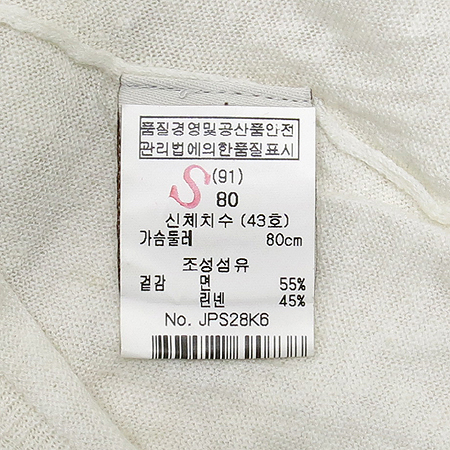 품질경영및공산품안전
관리법에의한품질표시
S (91)
80
신체치수 (43호)
가슴둘레 80cm
조성섬유
겉감 면 55%
린넨 45%
No. JPS28K6